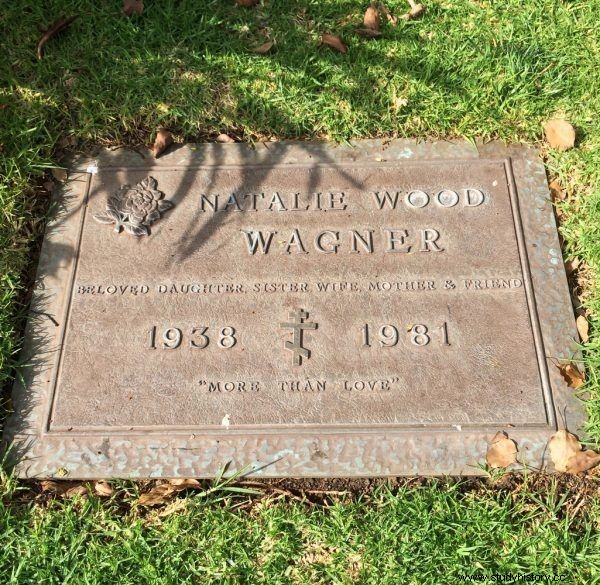 NATALIE WOOD
WAGNER
BELOVED DAUGHTER, SISTER, WIFE, MOTHER & FRIEND
1938 1981
"MORE THAN LOVE"
www.studyhistory.cc